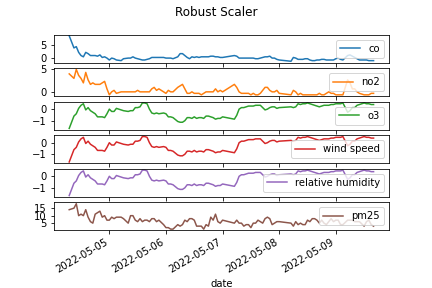 Robust Scaler
5
0
co
5
0
no2
0
−1
o3
0
−1
wind speed
0
−1
relative humidity
15
10
5
pm25
2022-05-05
2022-05-06
2022-05-07
2022-05-08
2022-05-09
date